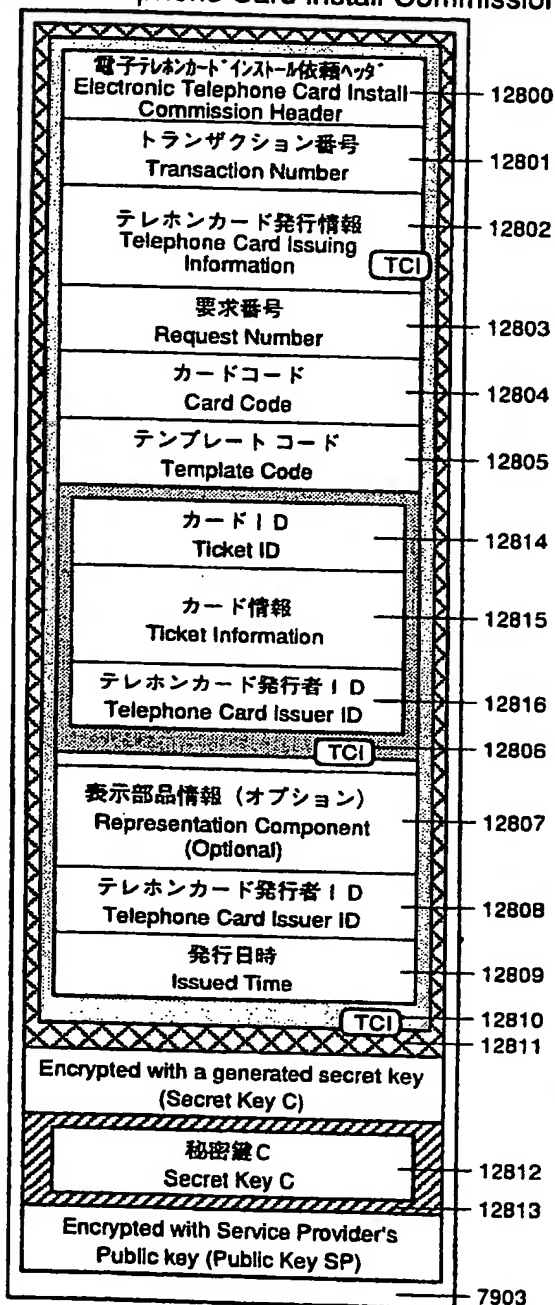 phone Card Install Commission
電子テレホンカードインストール依頼ヘッダ
Electronic Telephone Card Install
Commission Header
12800
トランザクション番号
Transaction Number
12801
テレホンカード発行情報
Telephone Card Issuing
Information
TCI
12802
要求番号
Request Number
12803
カードコード
Card Code
12804
テンプレート コード
Template Code
12805
カードID
Ticket ID
12814
カード情報
Ticket Information
12815
テレホンカード発行者ID
Telephone Card Issuer ID
12816
TCI
12806
表示部品情報(オプション)
Representation Component
(Optional)
12807
テレホンカード発行者ID
Telephone Card Issuer ID
12808
発行日時
Issued Time
12809
TCI
12810
12811
Encrypted with a generated secret key
(Secret Key C)
秘密鍵C
Secret Key C
12812
12813
Encrypted with Service Provider's
Public key (Public Key SP)
7903